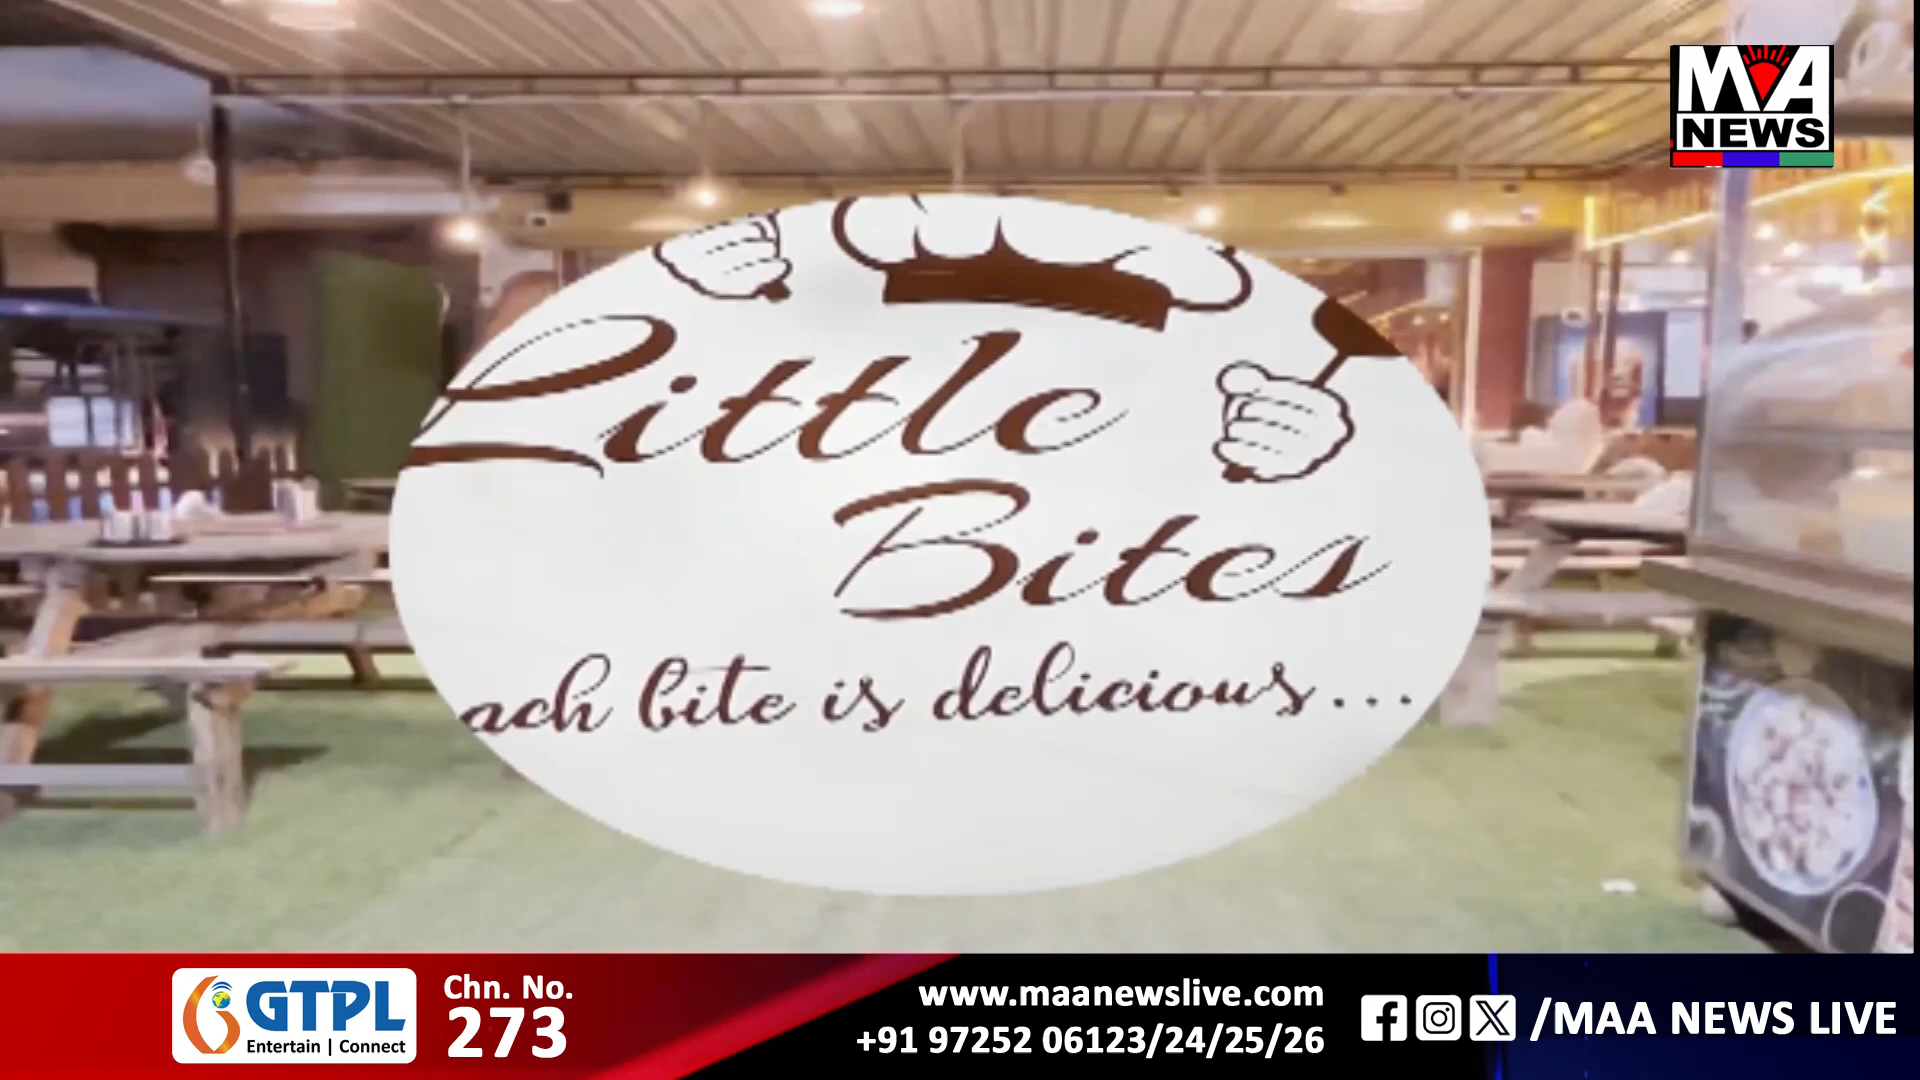 MAA
NEWS
Little
Bites
ach bite is delicious...
GTPL
Entertain | Connect
Chn. No.
273
www.maanewslive.com
+91 97252 06123/24/25/26
/MAA NEWS LIVE